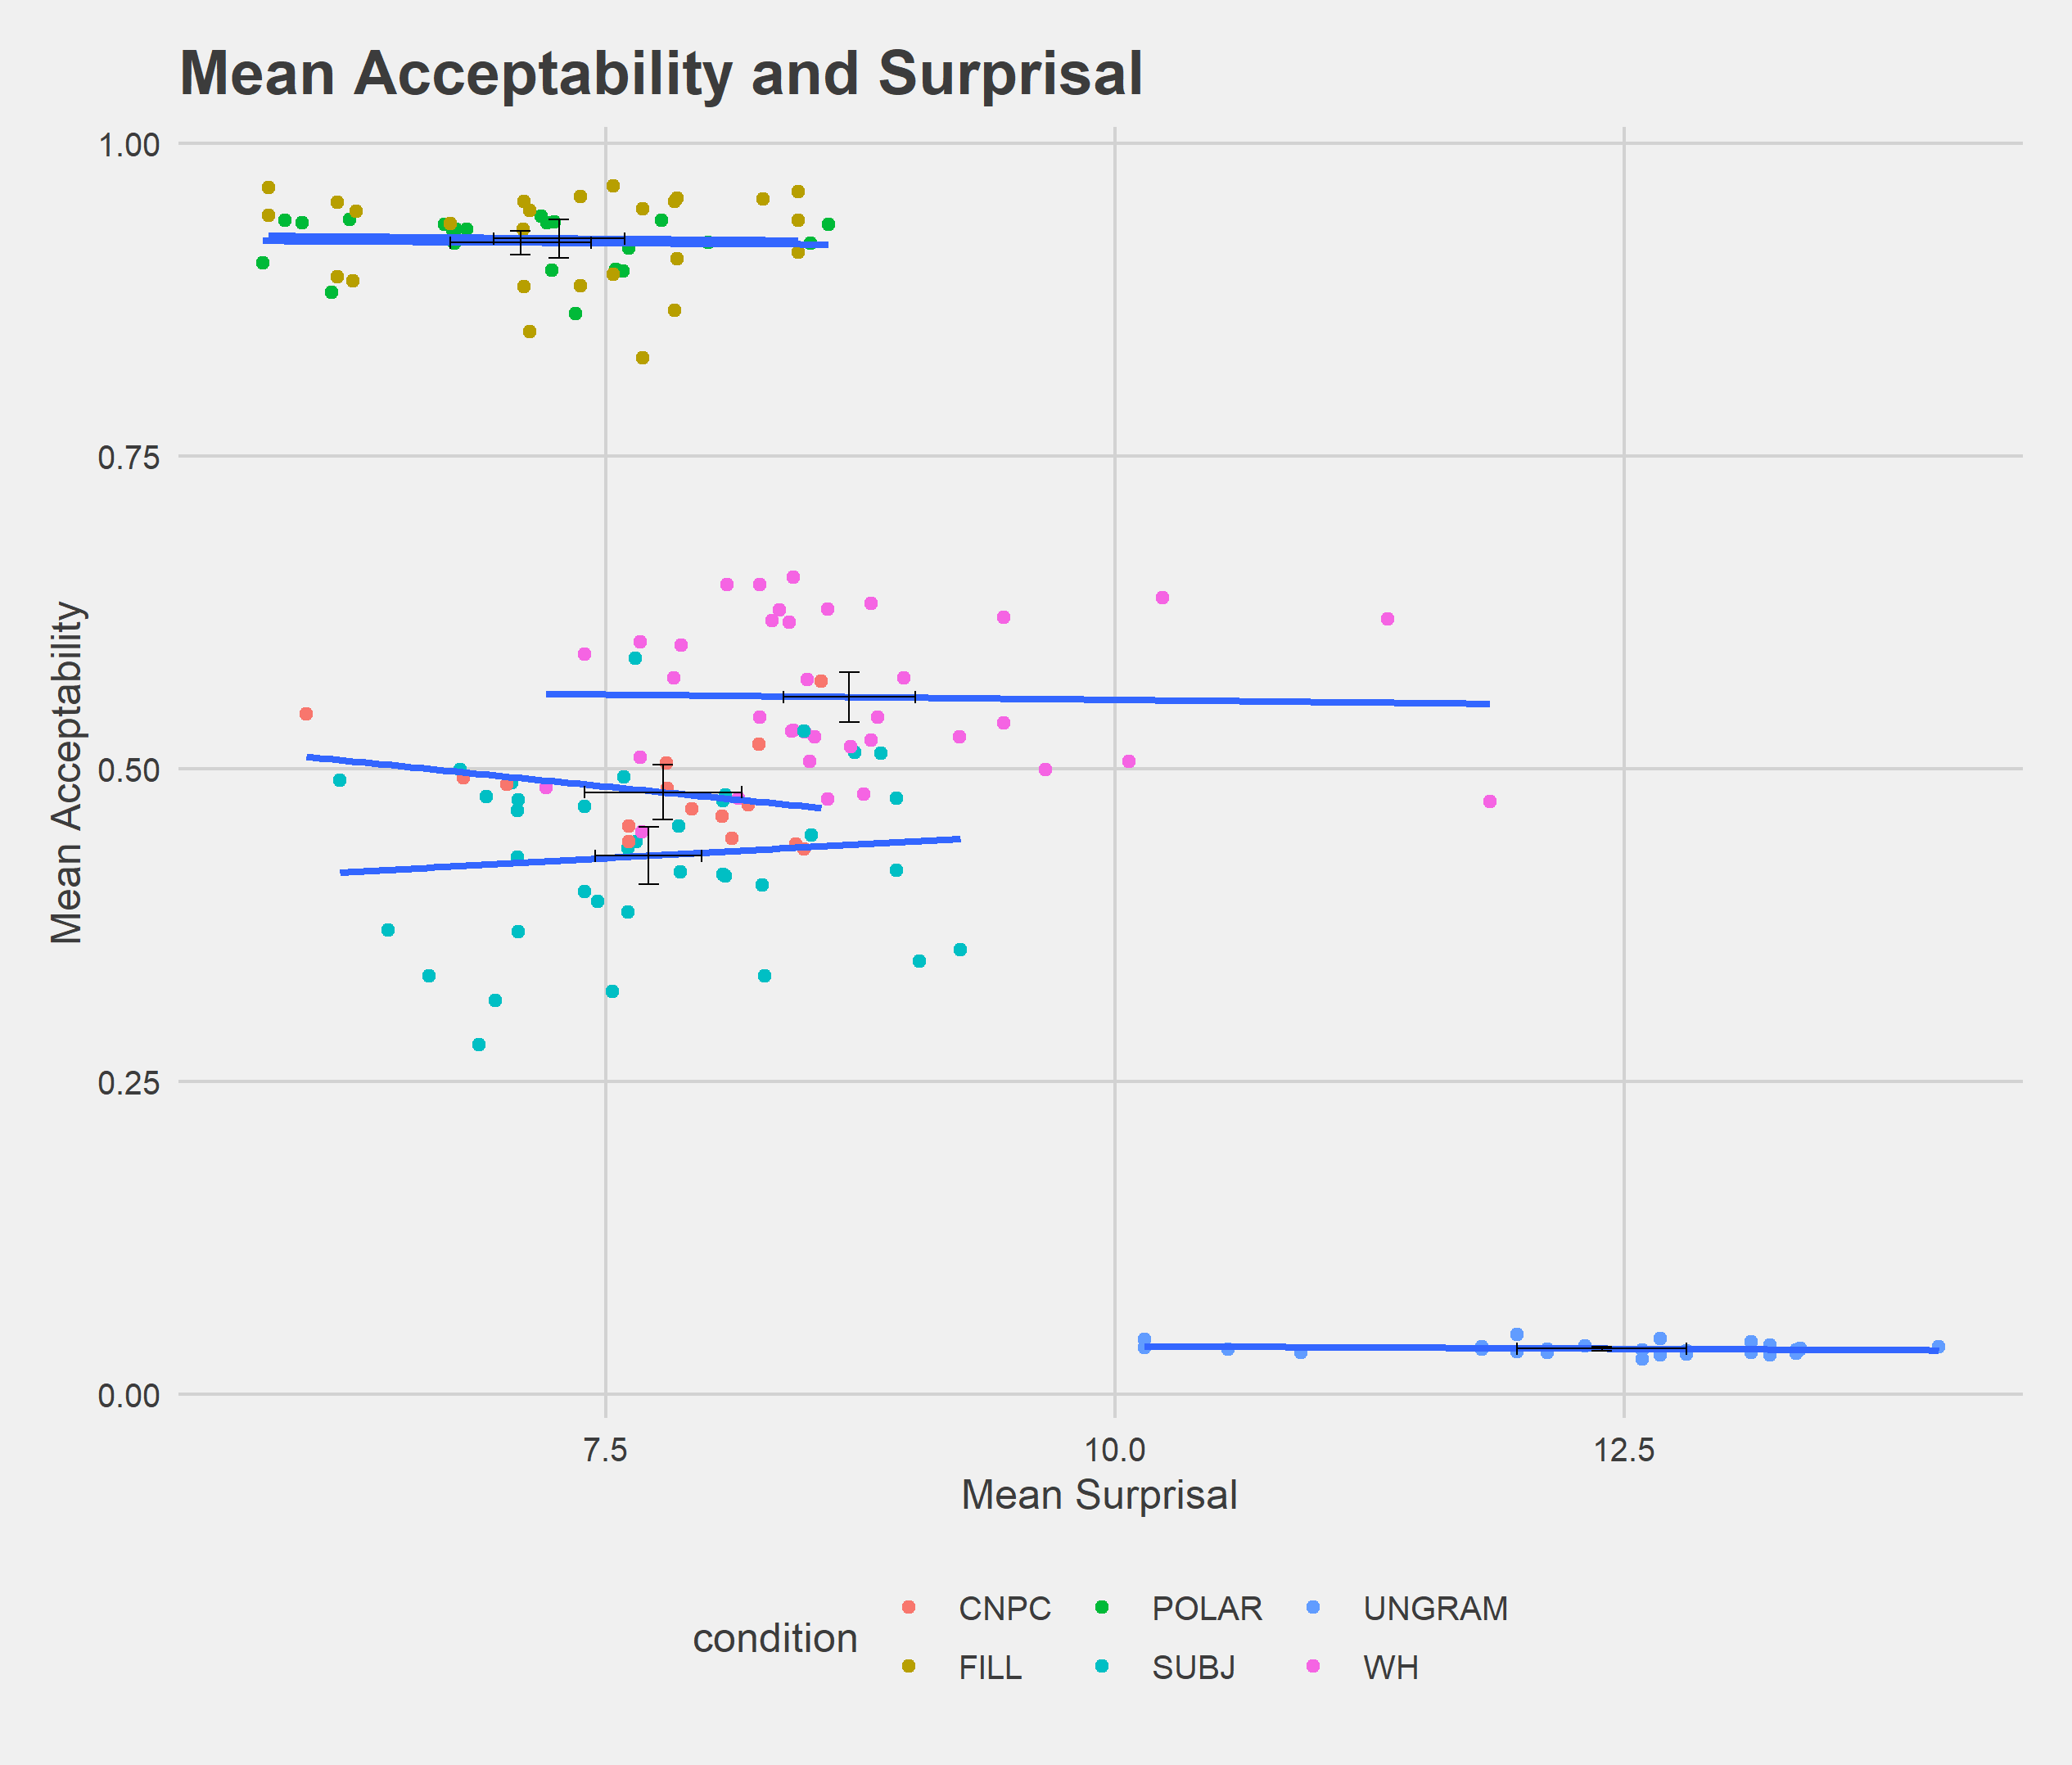 Mean Acceptability and Surprisal
1.00
0.75
0.50
0.25
0.00
Mean Acceptability
7.5 10.0 12.5
Mean Surprisal
condition
CNPC POLAR UNGRAM
FILL SUBJ WH